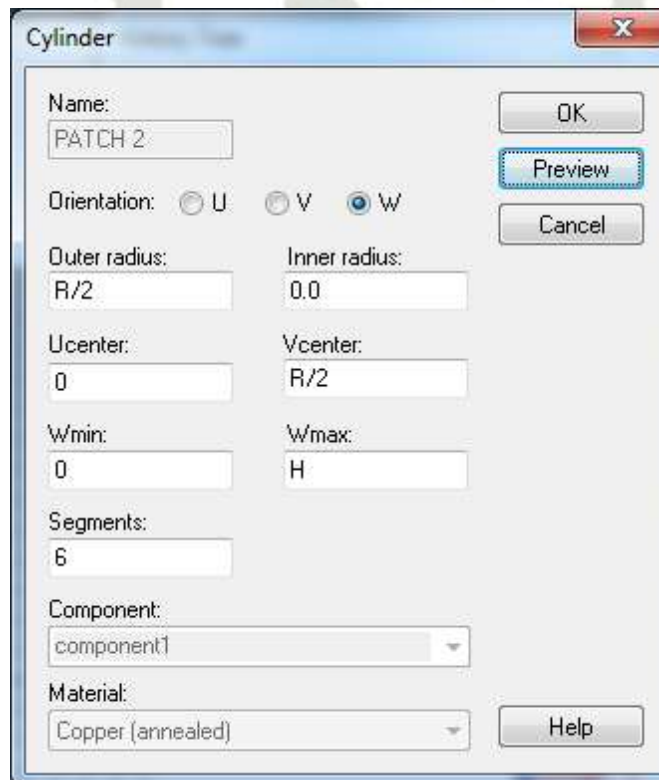 Cylinder
Name:
PATCH 2
OK
Preview
Orientation: U V W
Cancel
Outer radius: Inner radius:
R/2 0.0
Ucenter: Vcenter:
0 R/2
Wmin: Wmax:
0 H
Segments:
6
Component:
component1
Material:
Copper (annealed)
Help